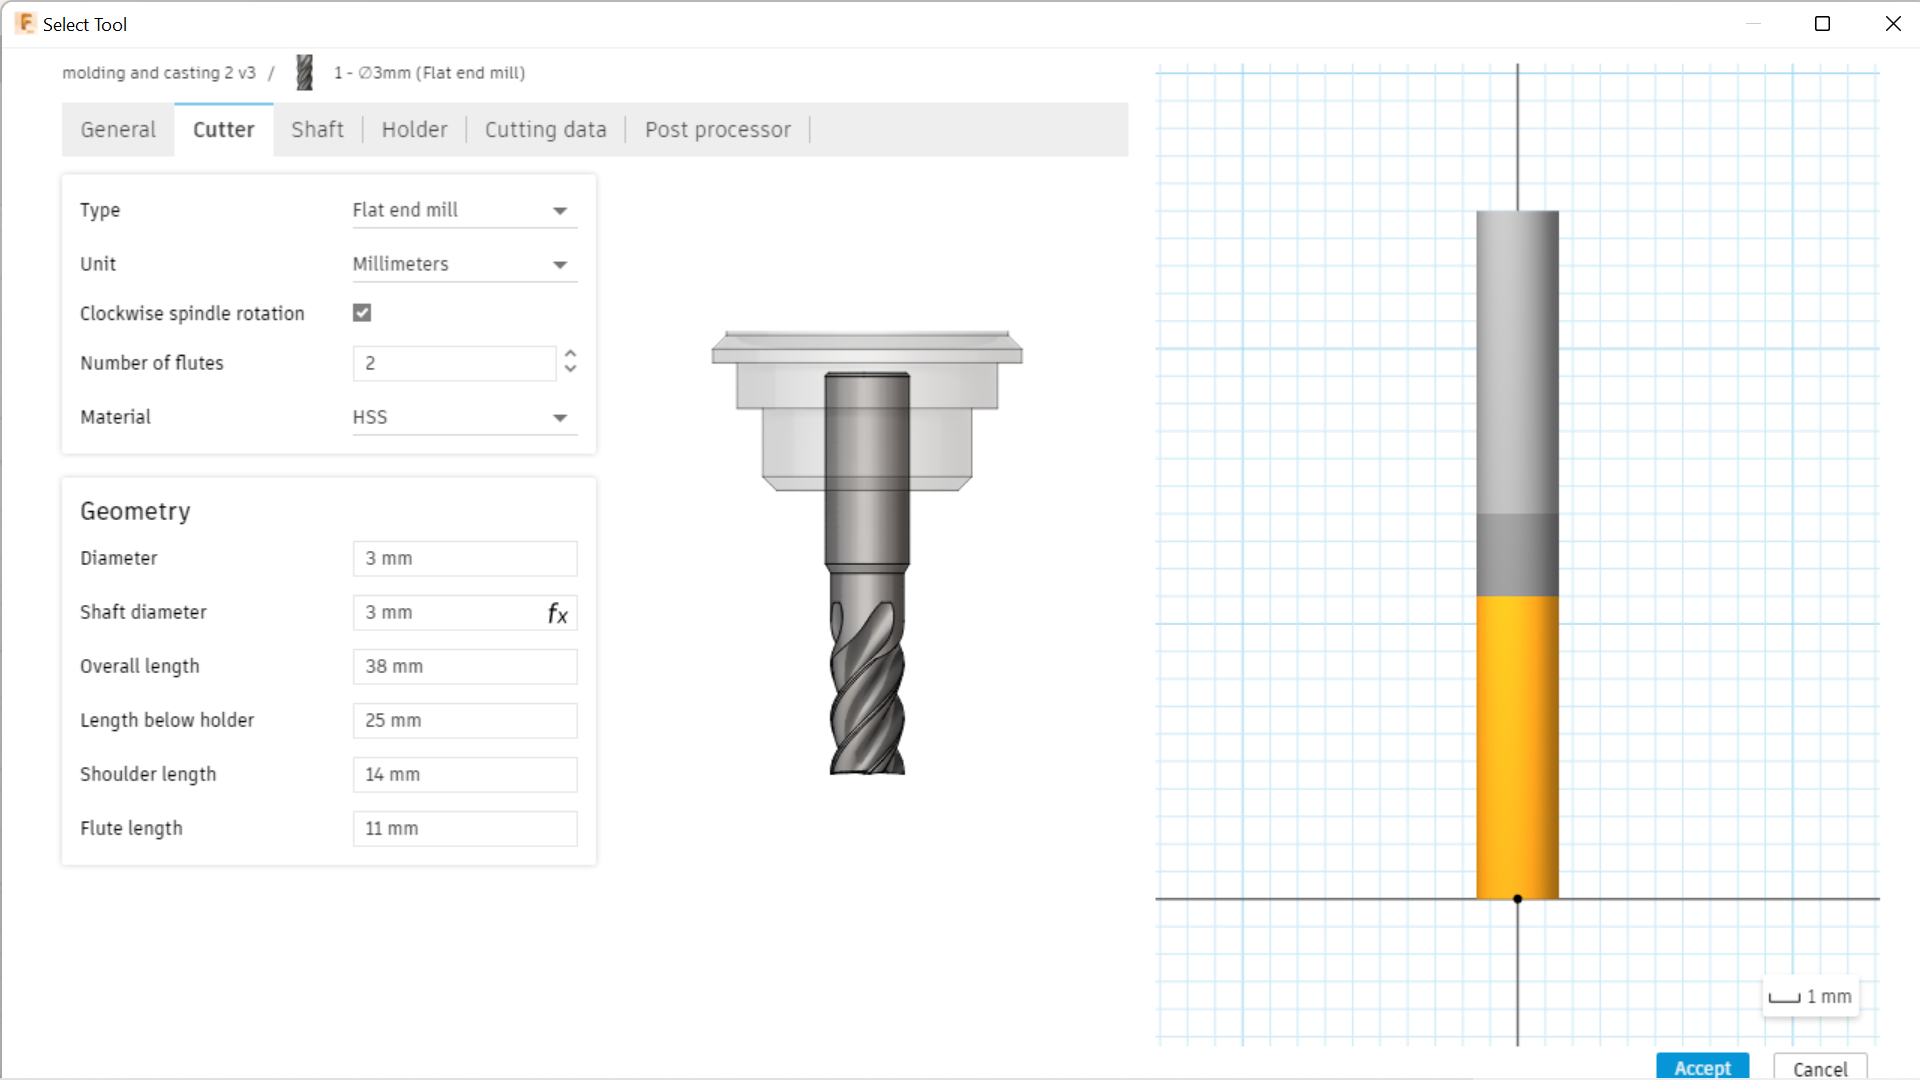 Select Tool
molding and casting 2 v3 / 1 - Ø3mm (Flat end mill)
General Cutter Shaft Holder Cutting data Post processor
Type Flat end mill
Unit Millimeters
Clockwise spindle rotation
Number of flutes 2
Material HSS
Geometry
Diameter 3 mm
Shaft diameter 3 mm fx
Overall length 38 mm
Length below holder 25 mm
Shoulder length 14 mm
Flute length 11 mm
1 mm
Accept Cancel